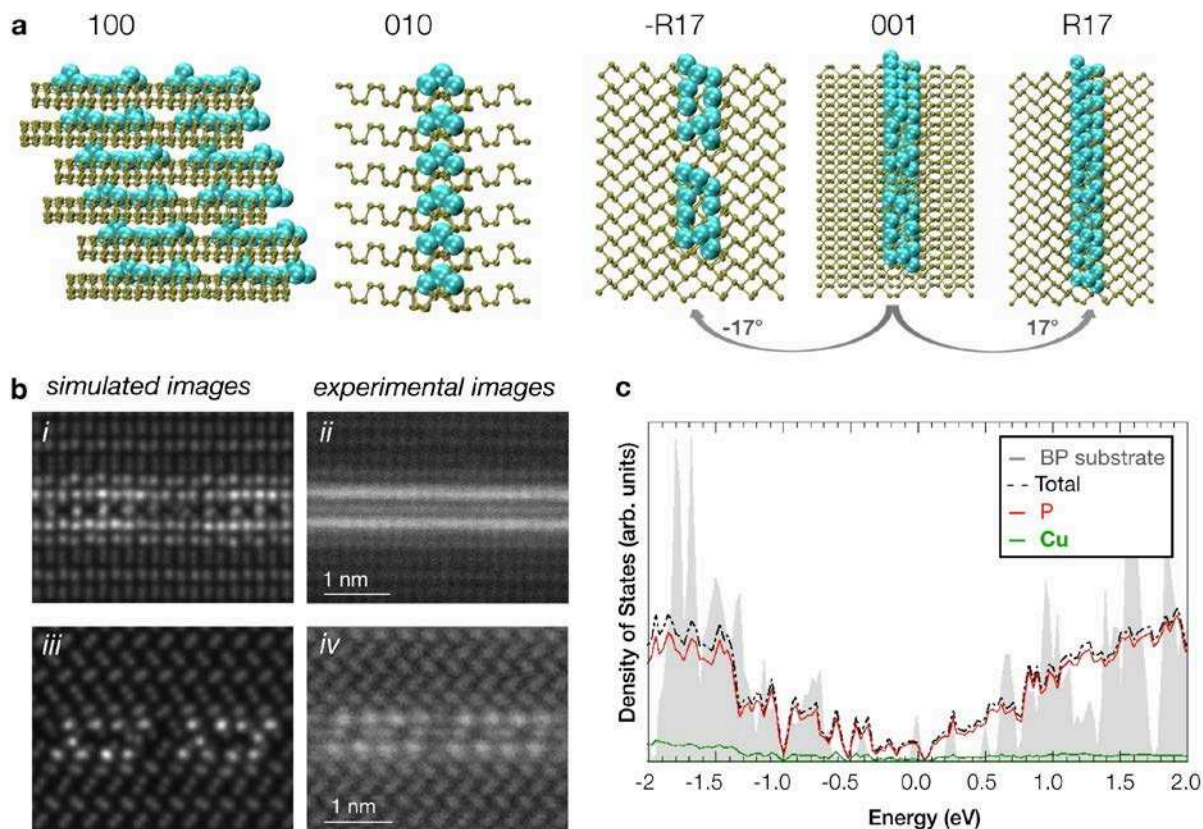 a
100 010 -R17 001 R17
-17° 17°
b simulated images experimental images c
i ii
1 nm
iii iv
1 nm
Density of States (arb. units)
BP substrate
Total
P
Cu
-2 -1.5 -1.0 -0.5 0.0 0.5 1.0 1.5 2.0
Energy (eV)